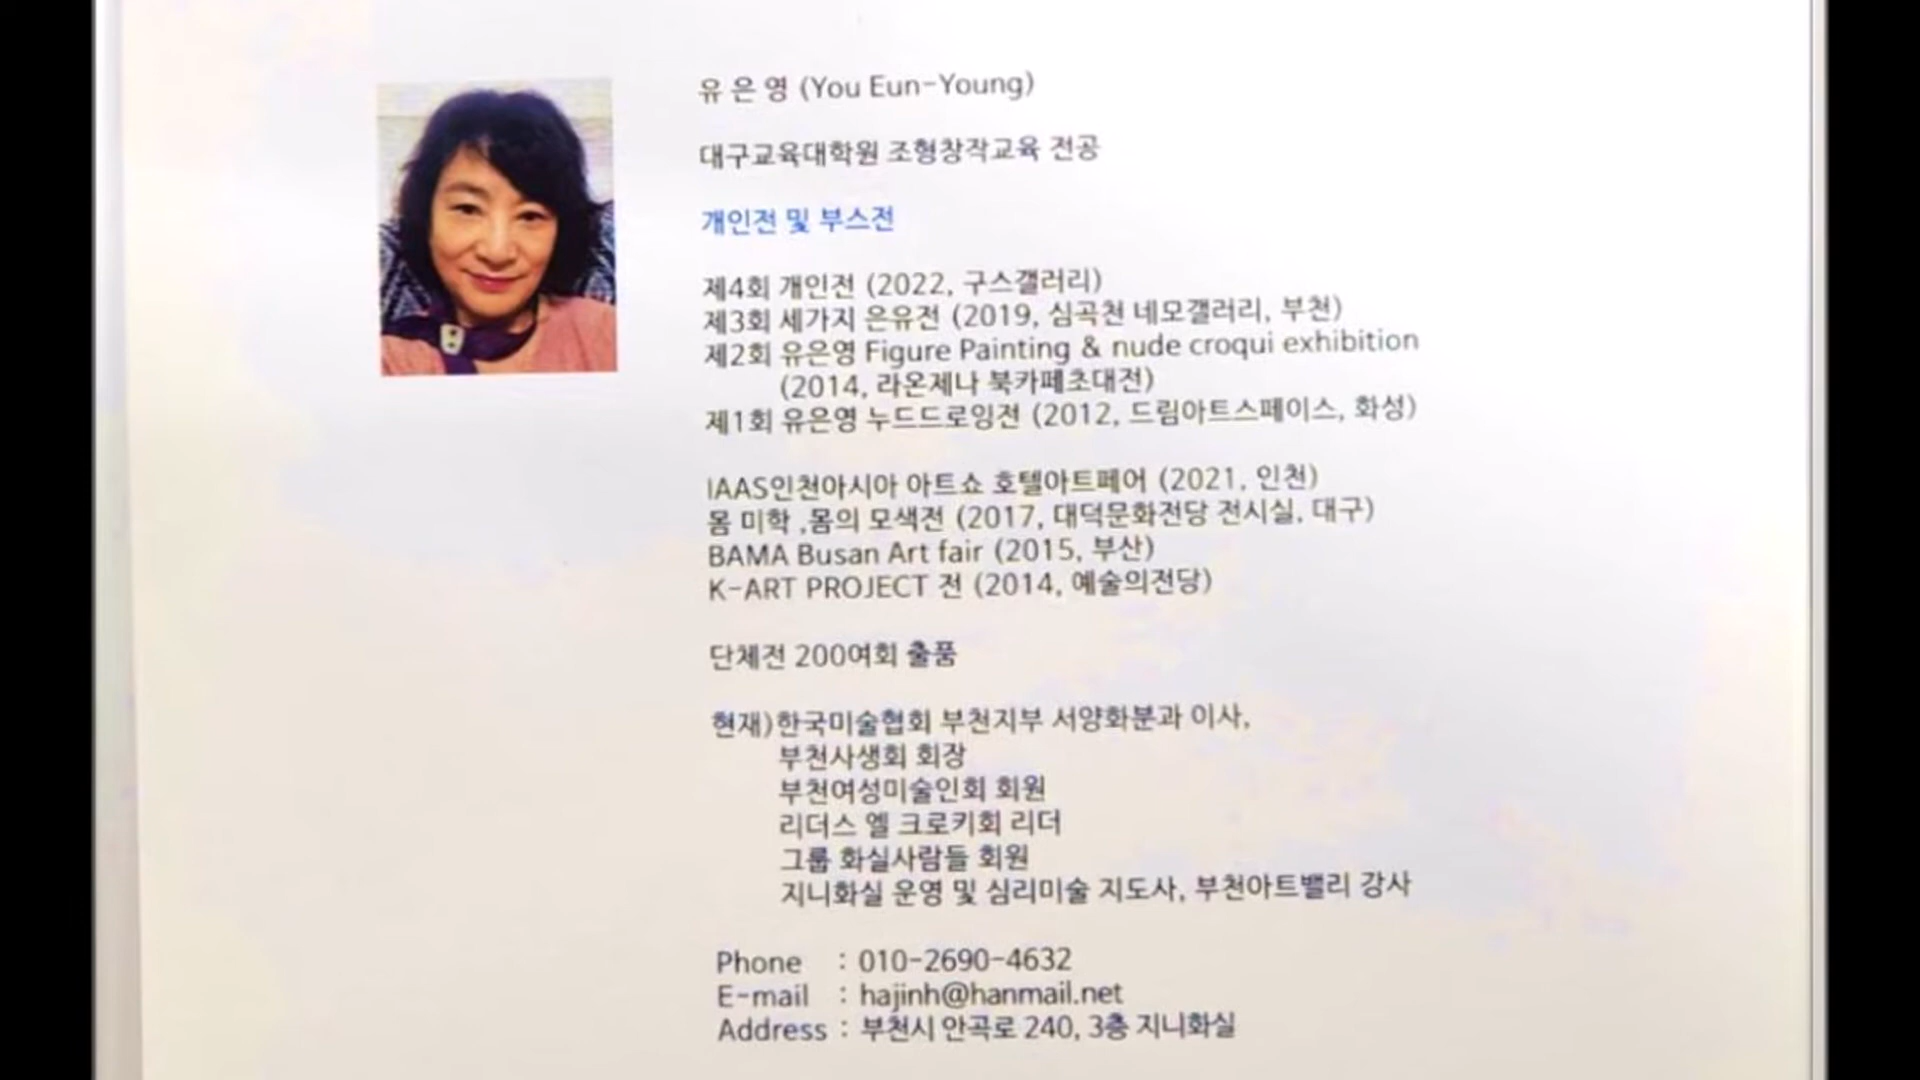 유 은 영 (You Eun-Young)
대구교육대학원 조형창작교육 전공
개인전 및 부스전
제4회 개인전 (2022, 구스갤러리)
제3회 세가지 은유전 (2019, 심곡천 네모갤러리, 부천)
제2회 유은영 Figure Painting & nude croqui exhibition
(2014, 라온제나 북카페초대전)
제1회 유은영 누드드로잉전 (2012, 드림아트스페이스, 화성)
IAAS인천아시아 아트쇼 호텔아트페어 (2021, 인천)
몸 미학 ,몸의 모색전 (2017, 대덕문화전당 전시실, 대구)
BAMA Busan Art fair (2015, 부산)
K-ART PROJECT 전 (2014, 예술의전당)
단체전 200여회 출품
현재)한국미술협회 부천지부 서양화분과 이사,
부천사생회 회장
부천여성미술인회 회원
리더스 엘 크로키회 리더
그룹 화실사람들 회원
지니화실 운영 및 심리미술 지도사, 부천아트밸리 강사
Phone : 010-2690-4632
E-mail : hajinh@hanmail.net
Address : 부천시 안곡로 240, 3층 지니화실